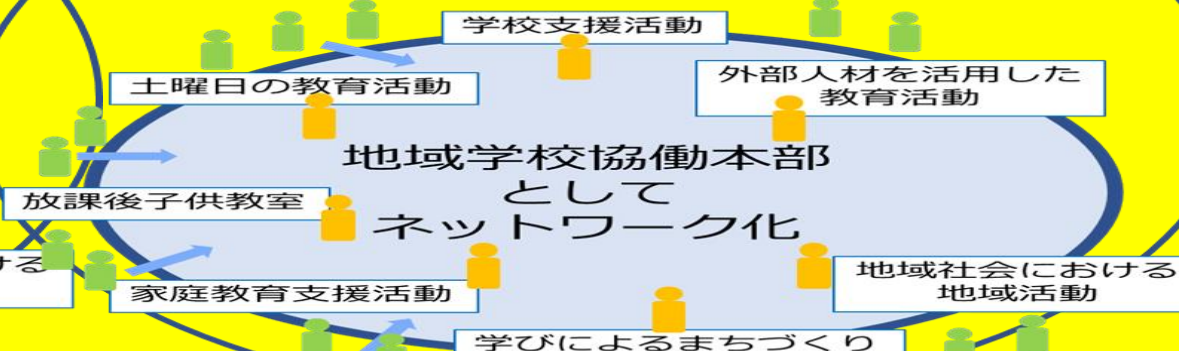 学校支援活動
土曜日の教育活動
外部人材を活用した
教育活動
地域学校協働本部
として
ネットワーク化
放課後子供教室
ける
家庭教育支援活動
地域社会における
地域活動
学びによるまちづくり